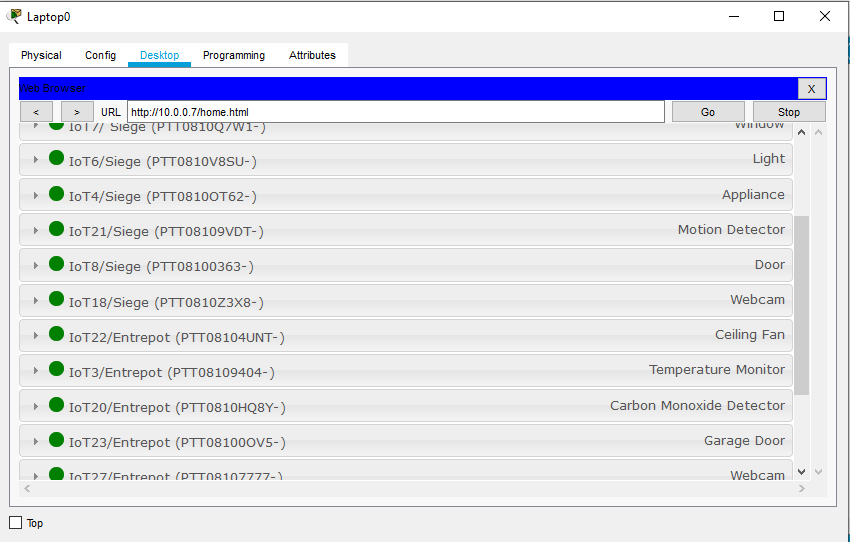 Laptop0
Physical Config Desktop Programming Attributes
Web Browser X
< > URL http://10.0.0.7/home.html Go Stop
IoT7/ Siege (PTT0810Q7W1-) Window
IoT6/Siege (PTT0810V8SU-) Light
IoT4/Siege (PTT0810OT62-) Appliance
IoT21/Siege (PTT08109VDT-) Motion Detector
IoT8/Siege (PTT08100363-) Door
IoT18/Siege (PTT0810Z3X8-) Webcam
IoT22/Entrepot (PTT08104UNT-) Ceiling Fan
IoT3/Entrepot (PTT08109404-) Temperature Monitor
IoT20/Entrepot (PTT0810HQ8Y-) Carbon Monoxide Detector
IoT23/Entrepot (PTT08100OV5-) Garage Door
IoT27/Entrepot (PTT08107777-) Webcam
Top